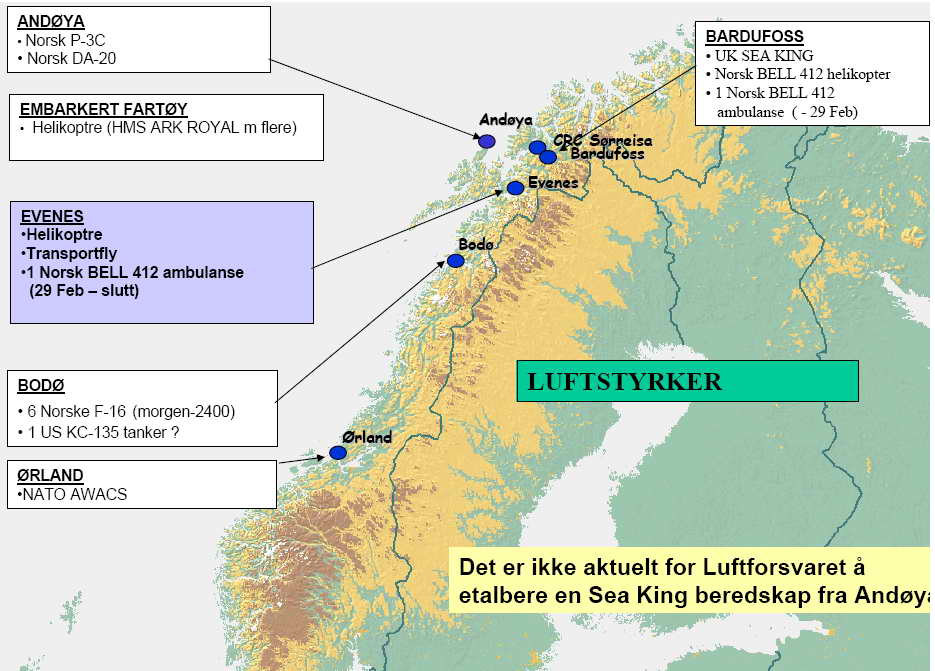 ANDØYA
• Norsk P-3C
• Norsk DA-20
EMBARKERT FARTØY
• Helikoptre (HMS ARK ROYAL m flere)
EVENES
•Helikoptre
•Transportfly
•1 Norsk BELL 412 ambulanse
(29 Feb – slutt)
BODØ
• 6 Norske F-16 (morgen-2400)
• 1 US KC-135 tanker ?
ØRLAND
•NATO AWACS
BARDUFOSS
• UK SEA KING
• Norsk BELL 412 helikopter
• 1 Norsk BELL 412
ambulanse ( - 29 Feb)
Andøya
CRC Sørreisa
Bardufoss
Evenes
Bodø
Ørland
LUFTSTYRKER
Det er ikke aktuelt for Luftforsvaret å
etalbere en Sea King beredskap fra Andøya